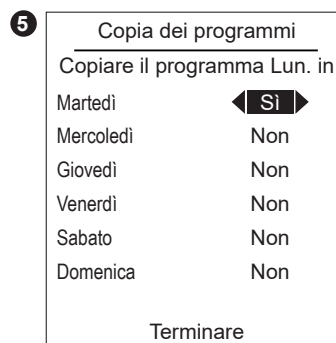 5
Copia dei programmi
Copiare il programma Lun. in
Martedì Sì
Mercoledì Non
Giovedì Non
Venerdì Non
Sabato Non
Domenica Non
Terminare